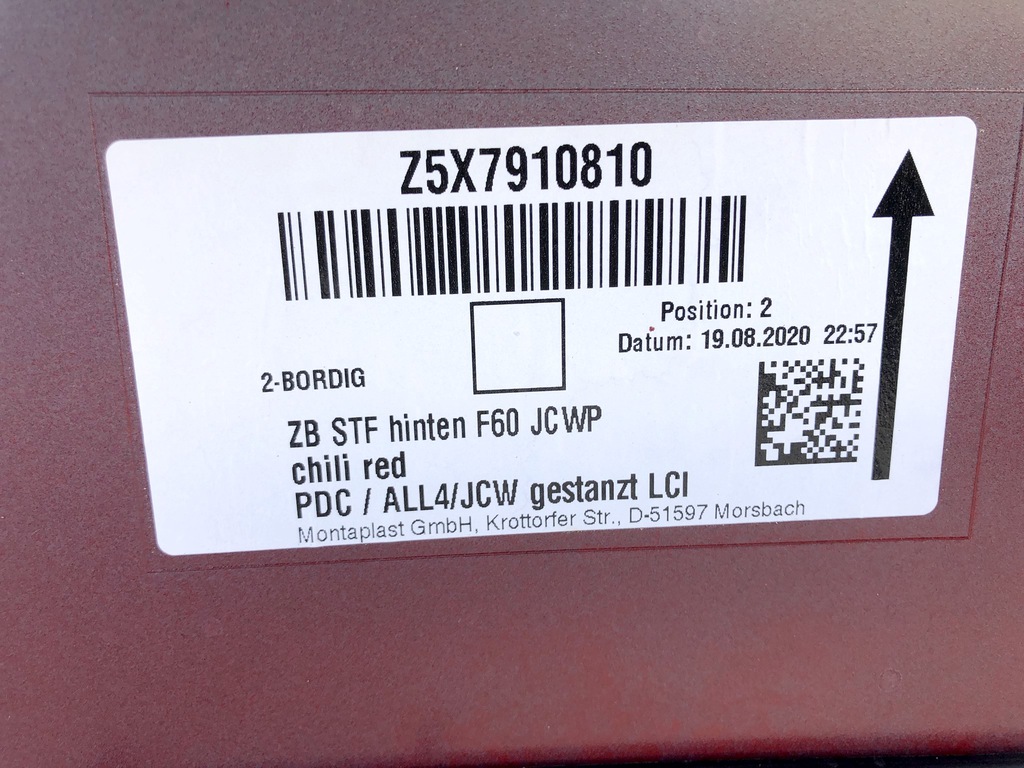 Z5X7910810
Position: 2
Datum: 19.08.2020 22:57
2-BORDIG
ZB STF hinten F60 JCWP
chili red
PDC / ALL4/JCW gestanzt LCI
Montaplast GmbH, Krottorfer Str., D-51597 Morsbach